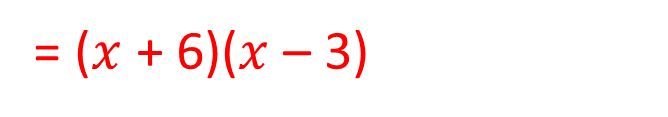 = (x + 6)(x – 3)